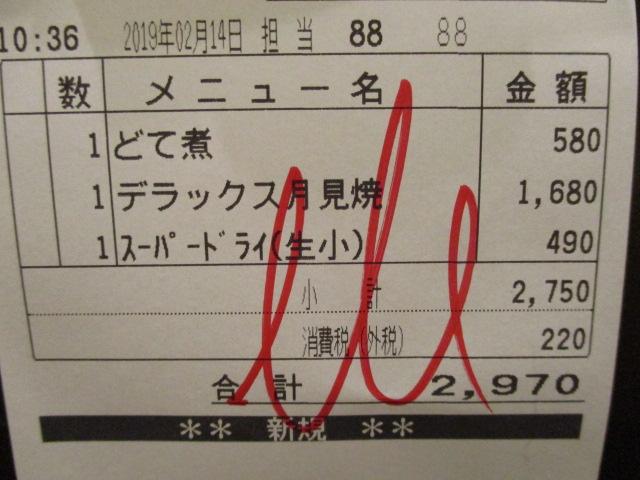 10:36 2019年02月14日 担当 88 88
数 メニュー名 金額
1 どて煮 580
1 デラックス月見焼 1,680
1 ｽｰﾊﾟｰﾄﾞﾗｲ(生小) 490
小 計 2,750
消費税(外税) 220
合 計 2,970
** 新規 **